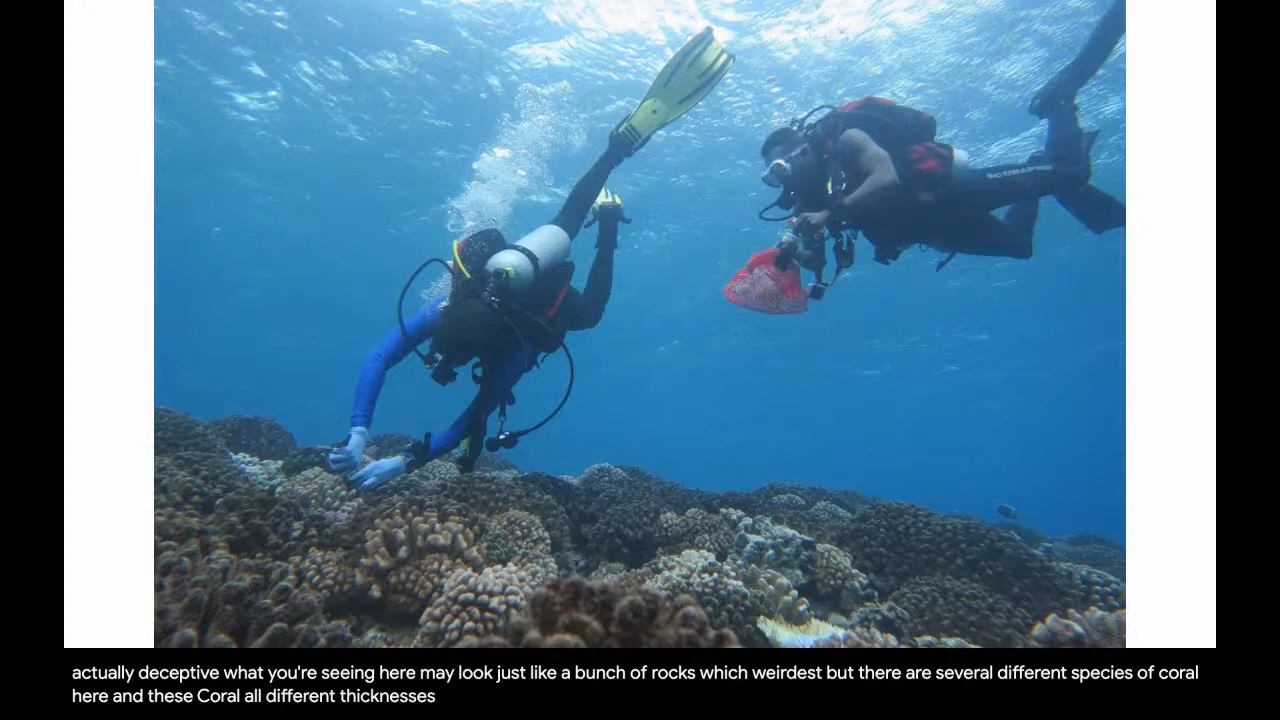 SCUBAPRO
actually deceptive what you're seeing here may look just like a bunch of rocks which weirdest but there are several different species of coral
here and these Coral all different thicknesses